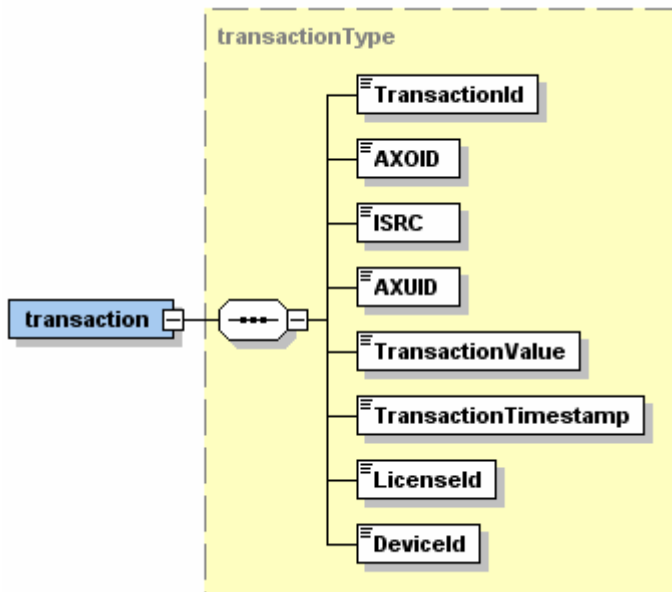 transactionType
TransactionId
AXOID
ISRC
AXUID
transaction
TransactionValue
TransactionTimestamp
LicenseId
DeviceId